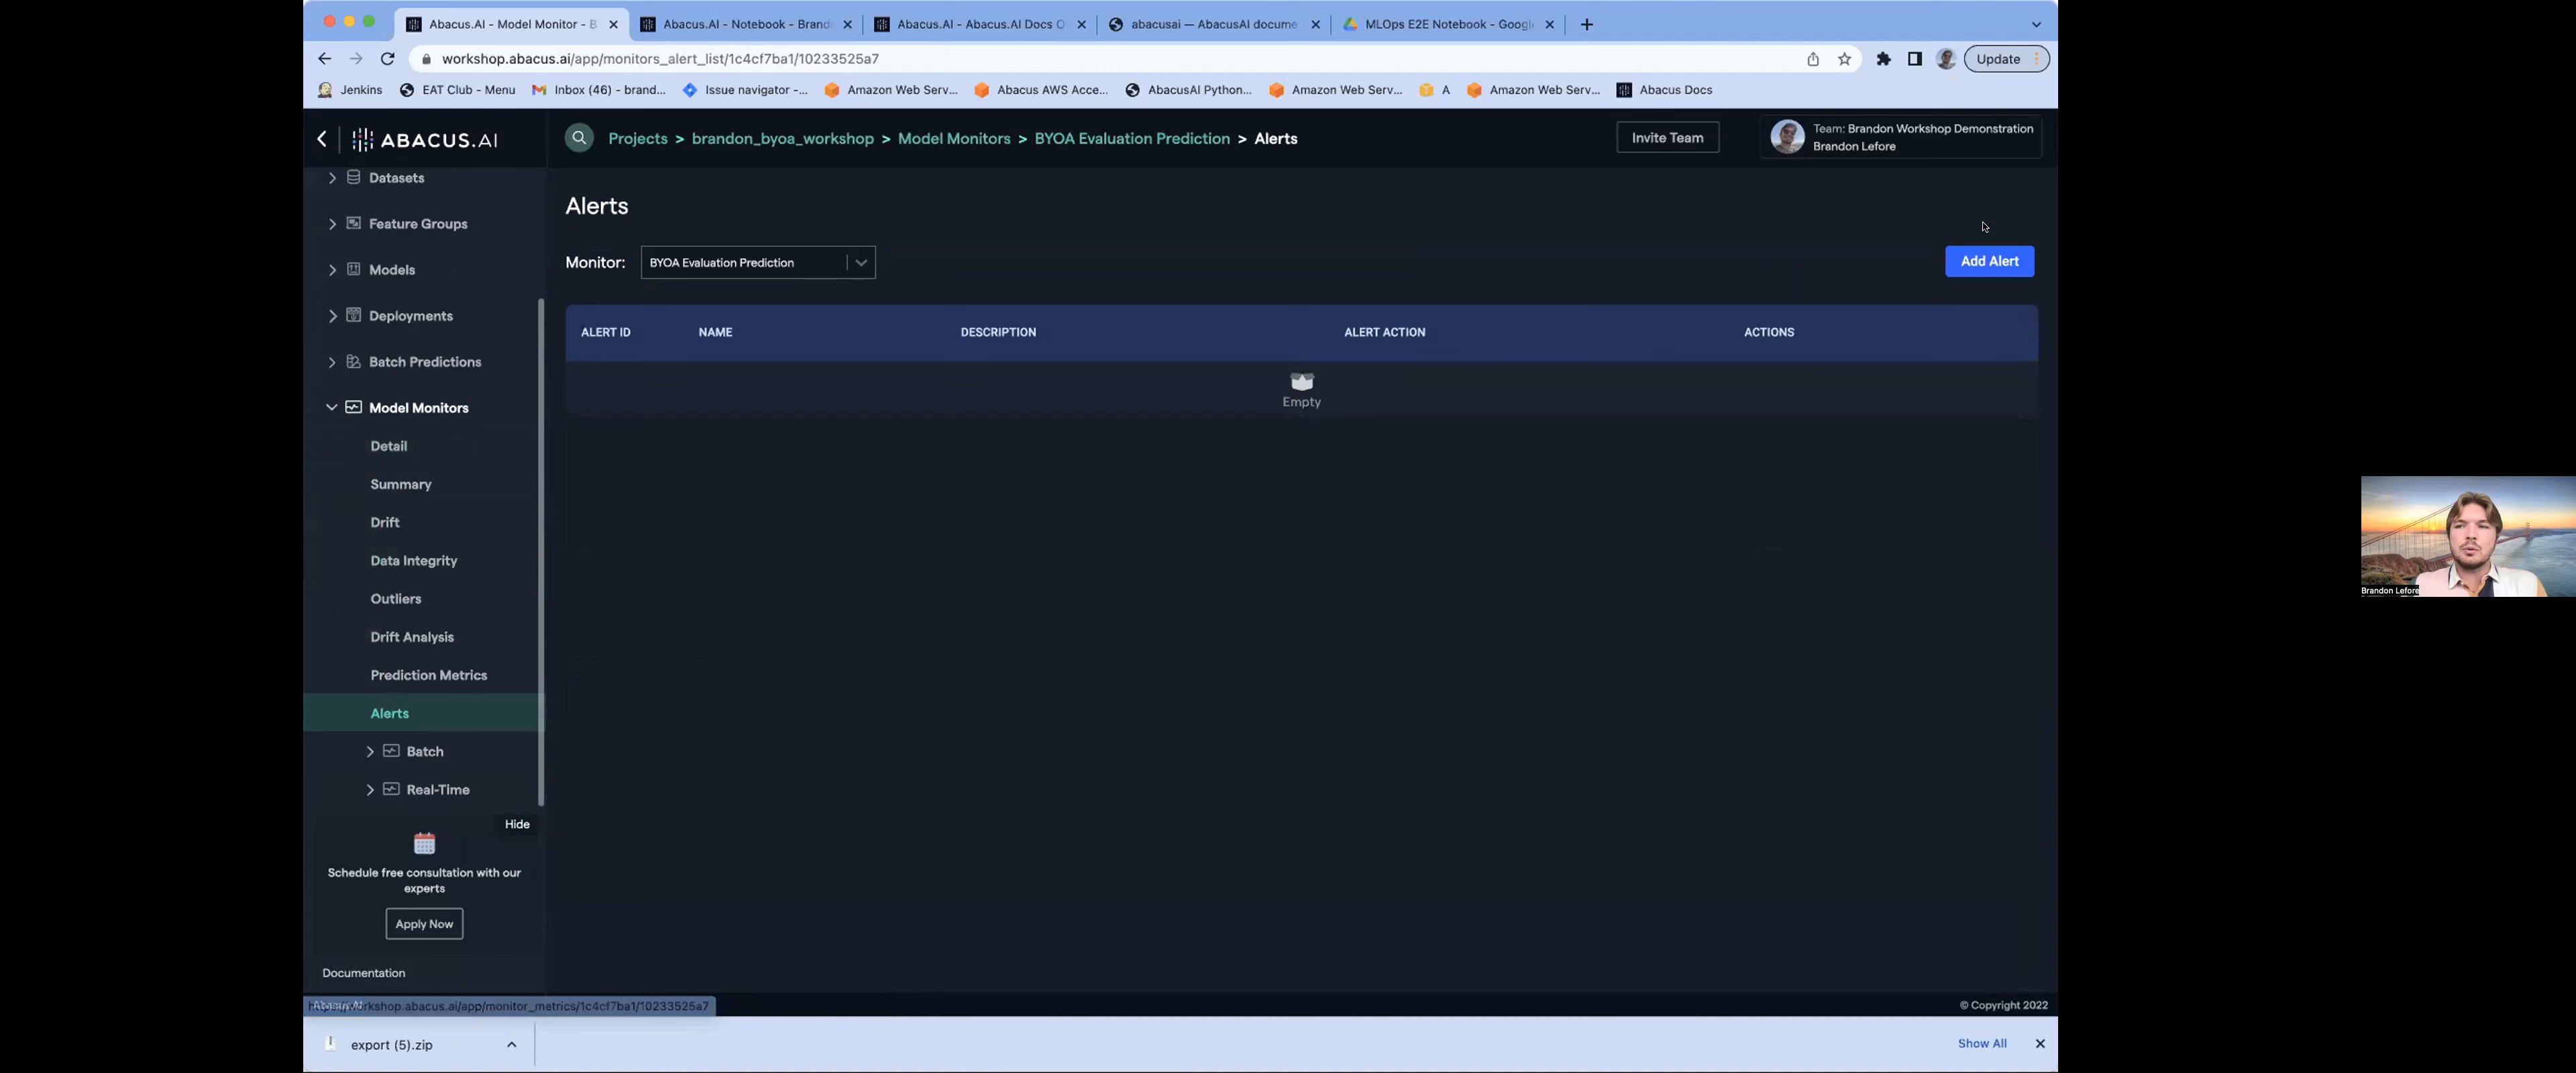 Abacus.AI - Model Monitor - B
Abacus.AI - Notebook - Brand
Abacus.AI - Abacus.AI Docs O
abacusai — AbacusAI docume
MLOps E2E Notebook - Googl
workshop.abacus.ai/app/monitors_alert_list/1c4cf7ba1/10233525a7
Update
Jenkins
EAT Club - Menu
Inbox (46) - brand...
Issue navigator -...
Amazon Web Serv...
Abacus AWS Acce...
AbacusAI Python...
Amazon Web Serv...
A
Amazon Web Serv...
Abacus Docs
ABACUS.AI
Projects > brandon_byoa_workshop > Model Monitors > BYOA Evaluation Prediction > Alerts
Invite Team
Team: Brandon Workshop Demonstration
Brandon Lefore
Datasets
Feature Groups
Models
Deployments
Batch Predictions
Model Monitors
Detail
Summary
Drift
Data Integrity
Outliers
Drift Analysis
Prediction Metrics
Alerts
Batch
Real-Time
Hide
Schedule free consultation with our
experts
Apply Now
Documentation
Alerts
Monitor:
BYOA Evaluation Prediction
Add Alert
ALERT ID
NAME
DESCRIPTION
ALERT ACTION
ACTIONS
Empty
Brandon Lefore
workshop.abacus.ai/app/monitor_metrics/1c4cf7ba1/10233525a7
© Copyright 2022
export (5).zip
Show All